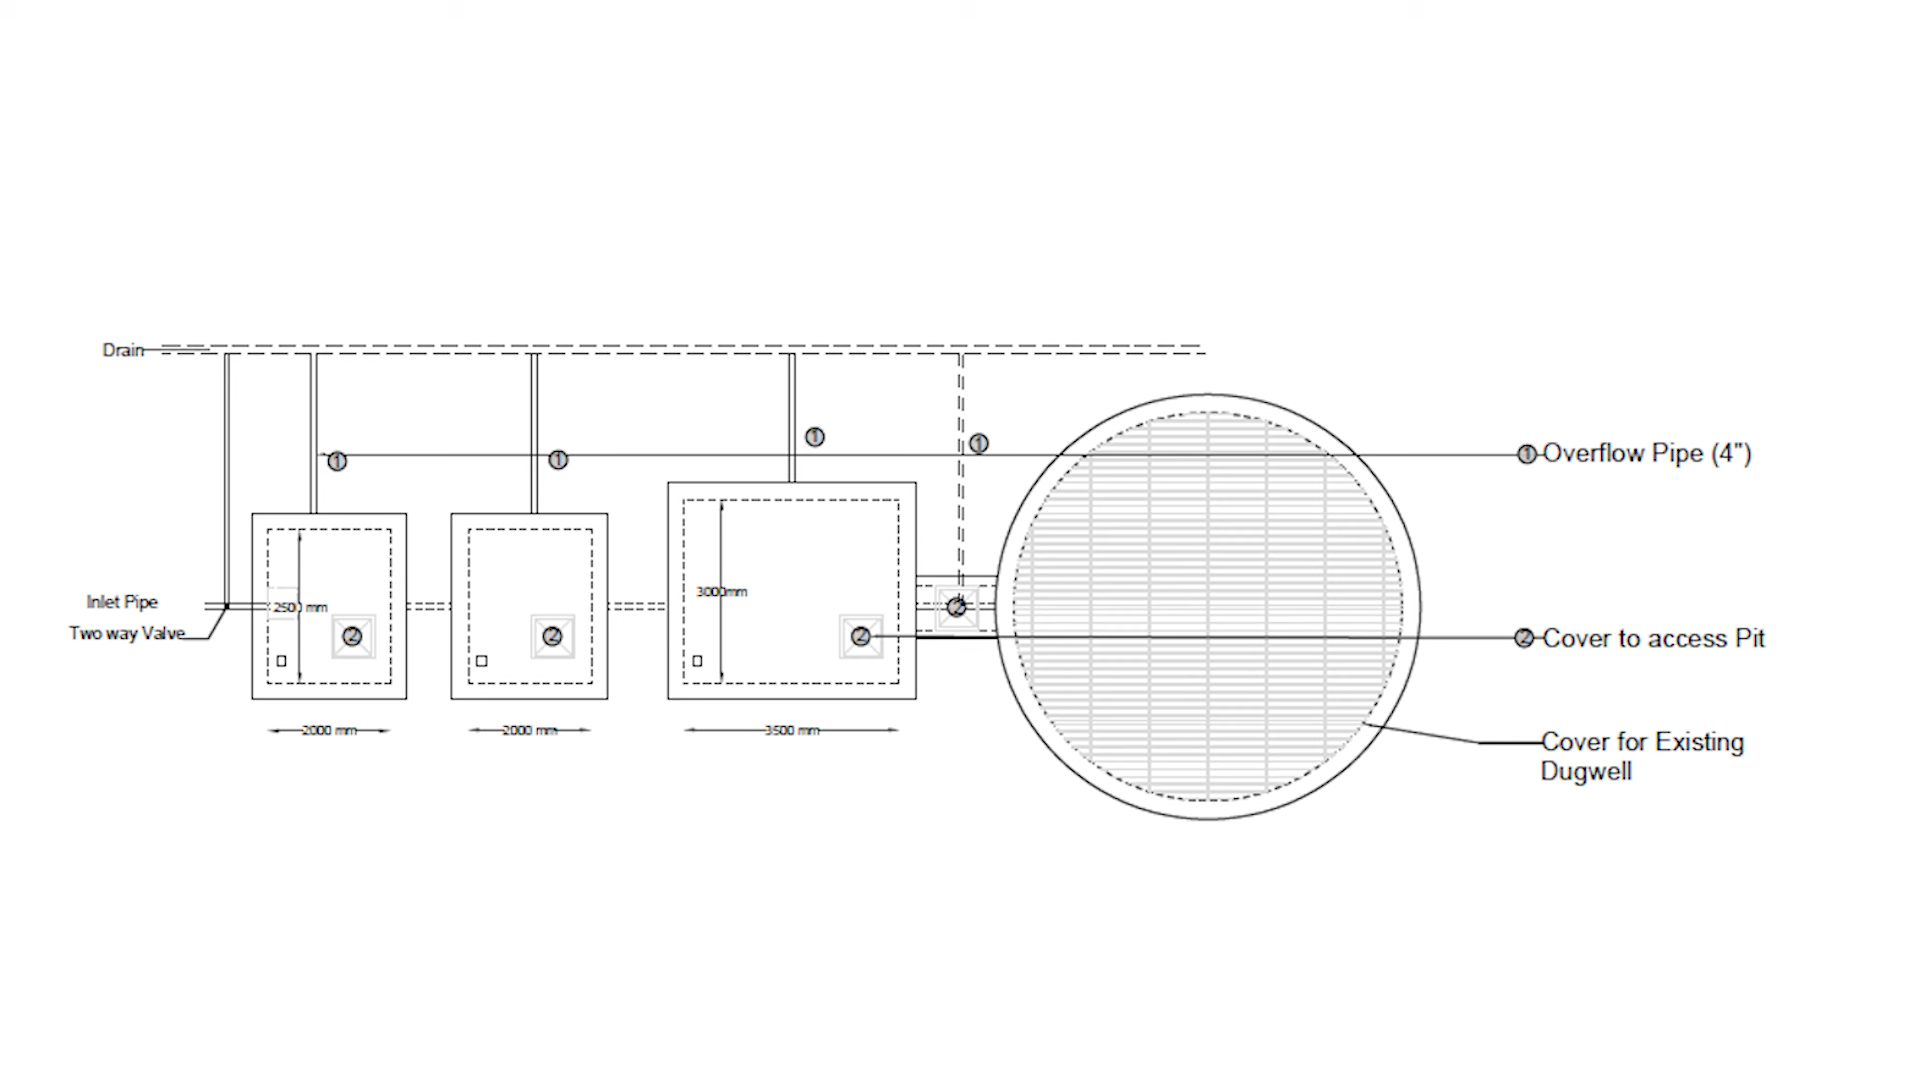 Drain
1
1
1
1
1 Overflow Pipe (4")
Inlet Pipe
2500 mm
3000mm
Two way Valve
2
2
2
2
2 Cover to access Pit
2000 mm
2000 mm
3500 mm
Cover for Existing
Dugwell